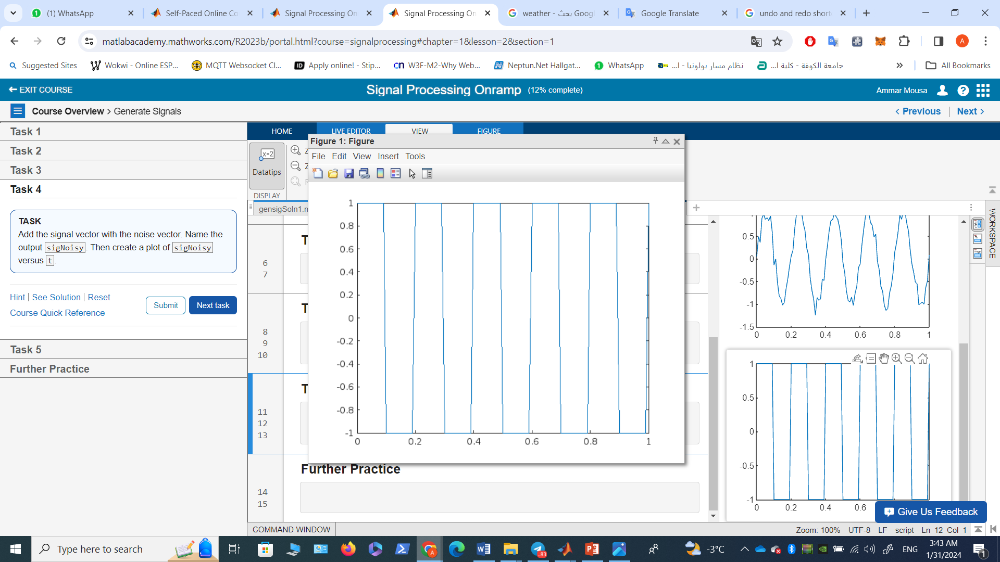 (1) WhatsApp
Self-Paced Online Co
Signal Processing On
Signal Processing On
weather - بحث Googl
Google Translate
undo and redo short
matlabacademy.mathworks.com/R2023b/portal.html?course=signalprocessing#chapter=1&lesson=2&section=1
A
Suggested Sites
Wokwi - Online ESP...
MQTT Websocket Cl...
Apply online! - Stip...
W3F-M2-Why Web...
Neptun.Net Hallgat...
WhatsApp
نظام مسار بولونيا - ا...
جامعة الكوفة - كلية ا...
All Bookmarks
EXIT COURSE
Signal Processing Onramp (12% complete)
Ammar Mousa
Course Overview > Generate Signals
< Previous
Next >
Task 1
Task 2
Task 3
Task 4
TASK
Add the signal vector with the noise vector. Name the
output sigNoisy. Then create a plot of sigNoisy
versus t.
Hint | See Solution | Reset
Course Quick Reference
Submit
Next task
Task 5
Further Practice
HOME
LIVE EDITOR
VIEW
FIGURE
x=2
Datatips
DISPLAY
gensigSoln1.m
Figure 1: Figure
File Edit View Insert Tools
1
0.8
0.6
0.4
0.2
0
-0.2
-0.4
-0.6
-0.8
-1
0 0.2 0.4 0.6 0.8 1
6
7
8
9
10
11
12
13
Further Practice
14
15
0.5
0
-0.5
-1
-1.5
0 0.2 0.4 0.6 0.8 1
1
0.5
0
-0.5
-1
0 0.2 0.4 0.6
WORKSPACE
Give Us Feedback
COMMAND WINDOW
Zoom: 100% UTF-8 LF script Ln 12 Col 1
Type here to search
83
-3°C
ENG
3:43 AM
1/31/2024
1